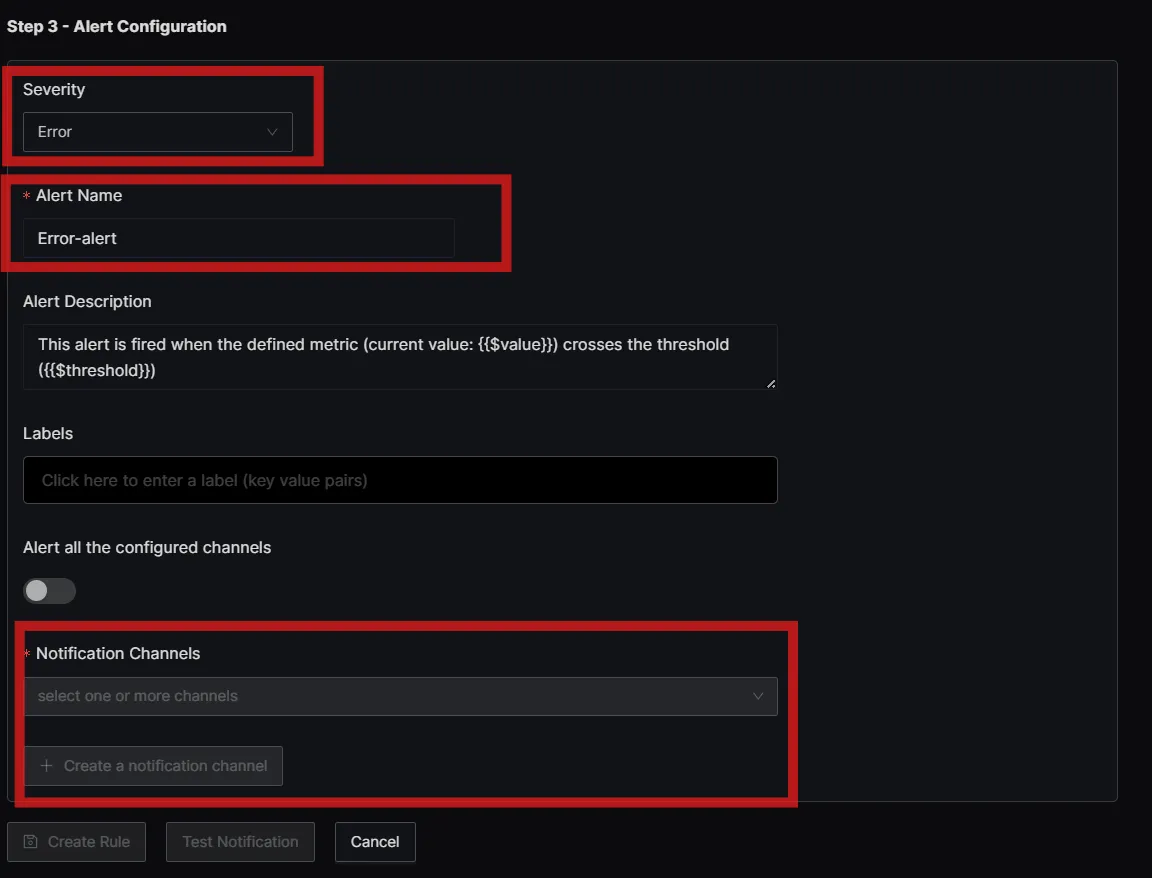 Step 3 - Alert Configuration
Severity
Error
* Alert Name
Error-alert
Alert Description
This alert is fired when the defined metric (current value: {{$value}}) crosses the threshold
({{$threshold}})
Labels
Click here to enter a label (key value pairs)
Alert all the configured channels
* Notification Channels
select one or more channels
+ Create a notification channel
Create Rule
Test Notification
Cancel